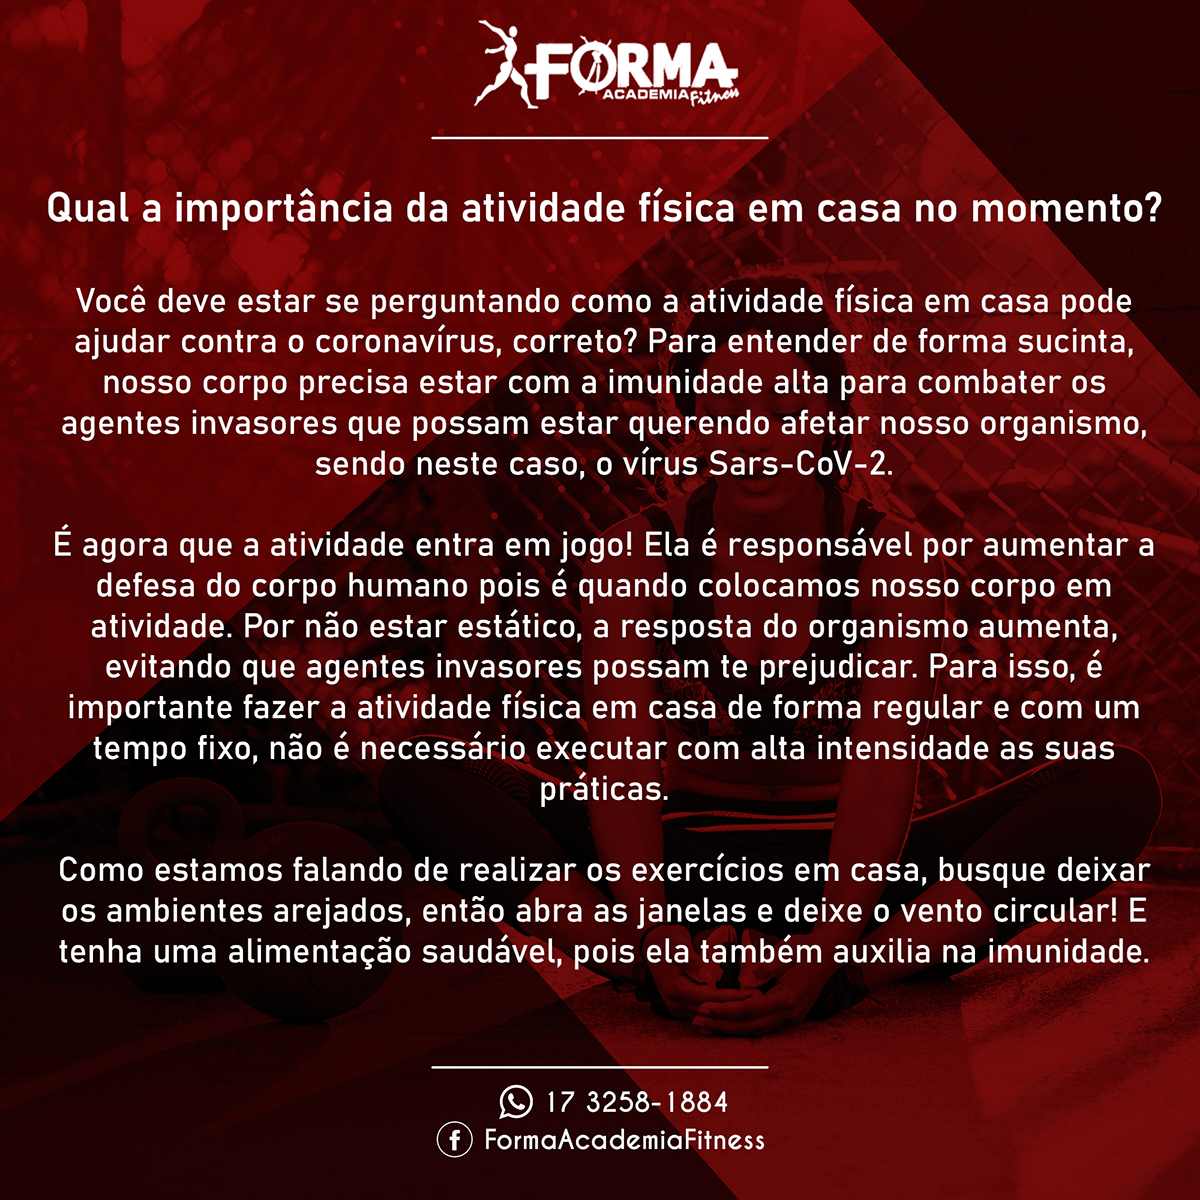 FORMA
ACADEMIA Fitness
Qual a importância da atividade física em casa no momento?
Você deve estar se perguntando como a atividade física em casa pode
ajudar contra o coronavírus, correto? Para entender de forma sucinta,
nosso corpo precisa estar com a imunidade alta para combater os
agentes invasores que possam estar querendo afetar nosso organismo,
sendo neste caso, o vírus Sars-CoV-2.
É agora que a atividade entra em jogo! Ela é responsável por aumentar a
defesa do corpo humano pois é quando colocamos nosso corpo em
atividade. Por não estar estático, a resposta do organismo aumenta,
evitando que agentes invasores possam te prejudicar. Para isso, é
importante fazer a atividade física em casa de forma regular e com um
tempo fixo, não é necessário executar com alta intensidade as suas
práticas.
Como estamos falando de realizar os exercícios em casa, busque deixar
os ambientes arejados, então abra as janelas e deixe o vento circular! E
tenha uma alimentação saudável, pois ela também auxilia na imunidade.
17 3258-1884
FormaAcademiaFitness